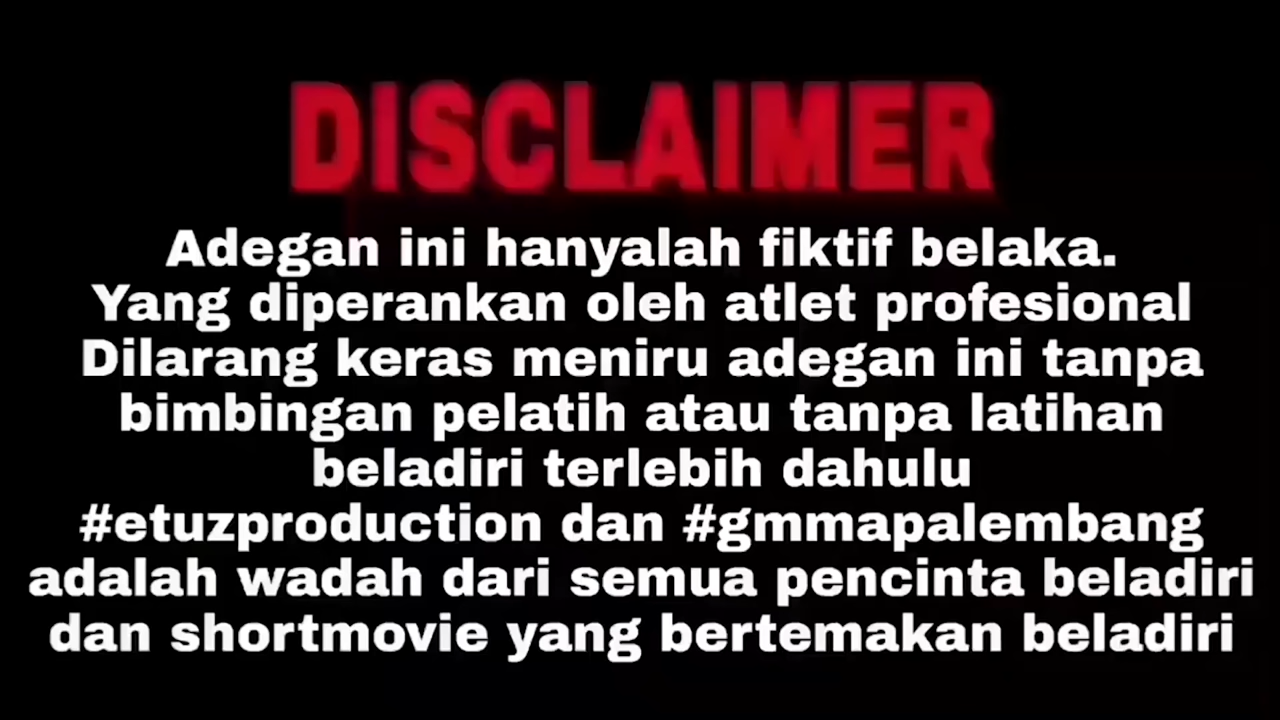 DISCLAIMER
Adegan ini hanyalah fiktif belaka.
Yang diperankan oleh atlet profesional
Dilarang keras meniru adegan ini tanpa
bimbingan pelatih atau tanpa latihan
beladiri terlebih dahulu
#etuzproduction dan #gmmapalembang
adalah wadah dari semua pencinta beladiri
dan shortmovie yang bertemakan beladiri